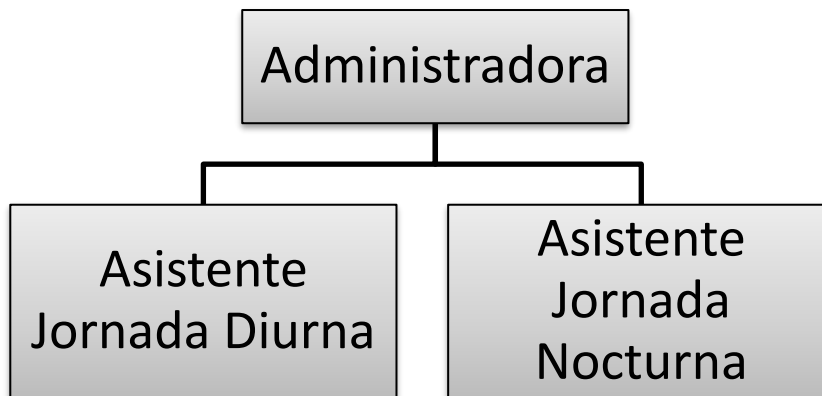 Administradora
Asistente
Jornada Diurna
Asistente
Jornada
Nocturna